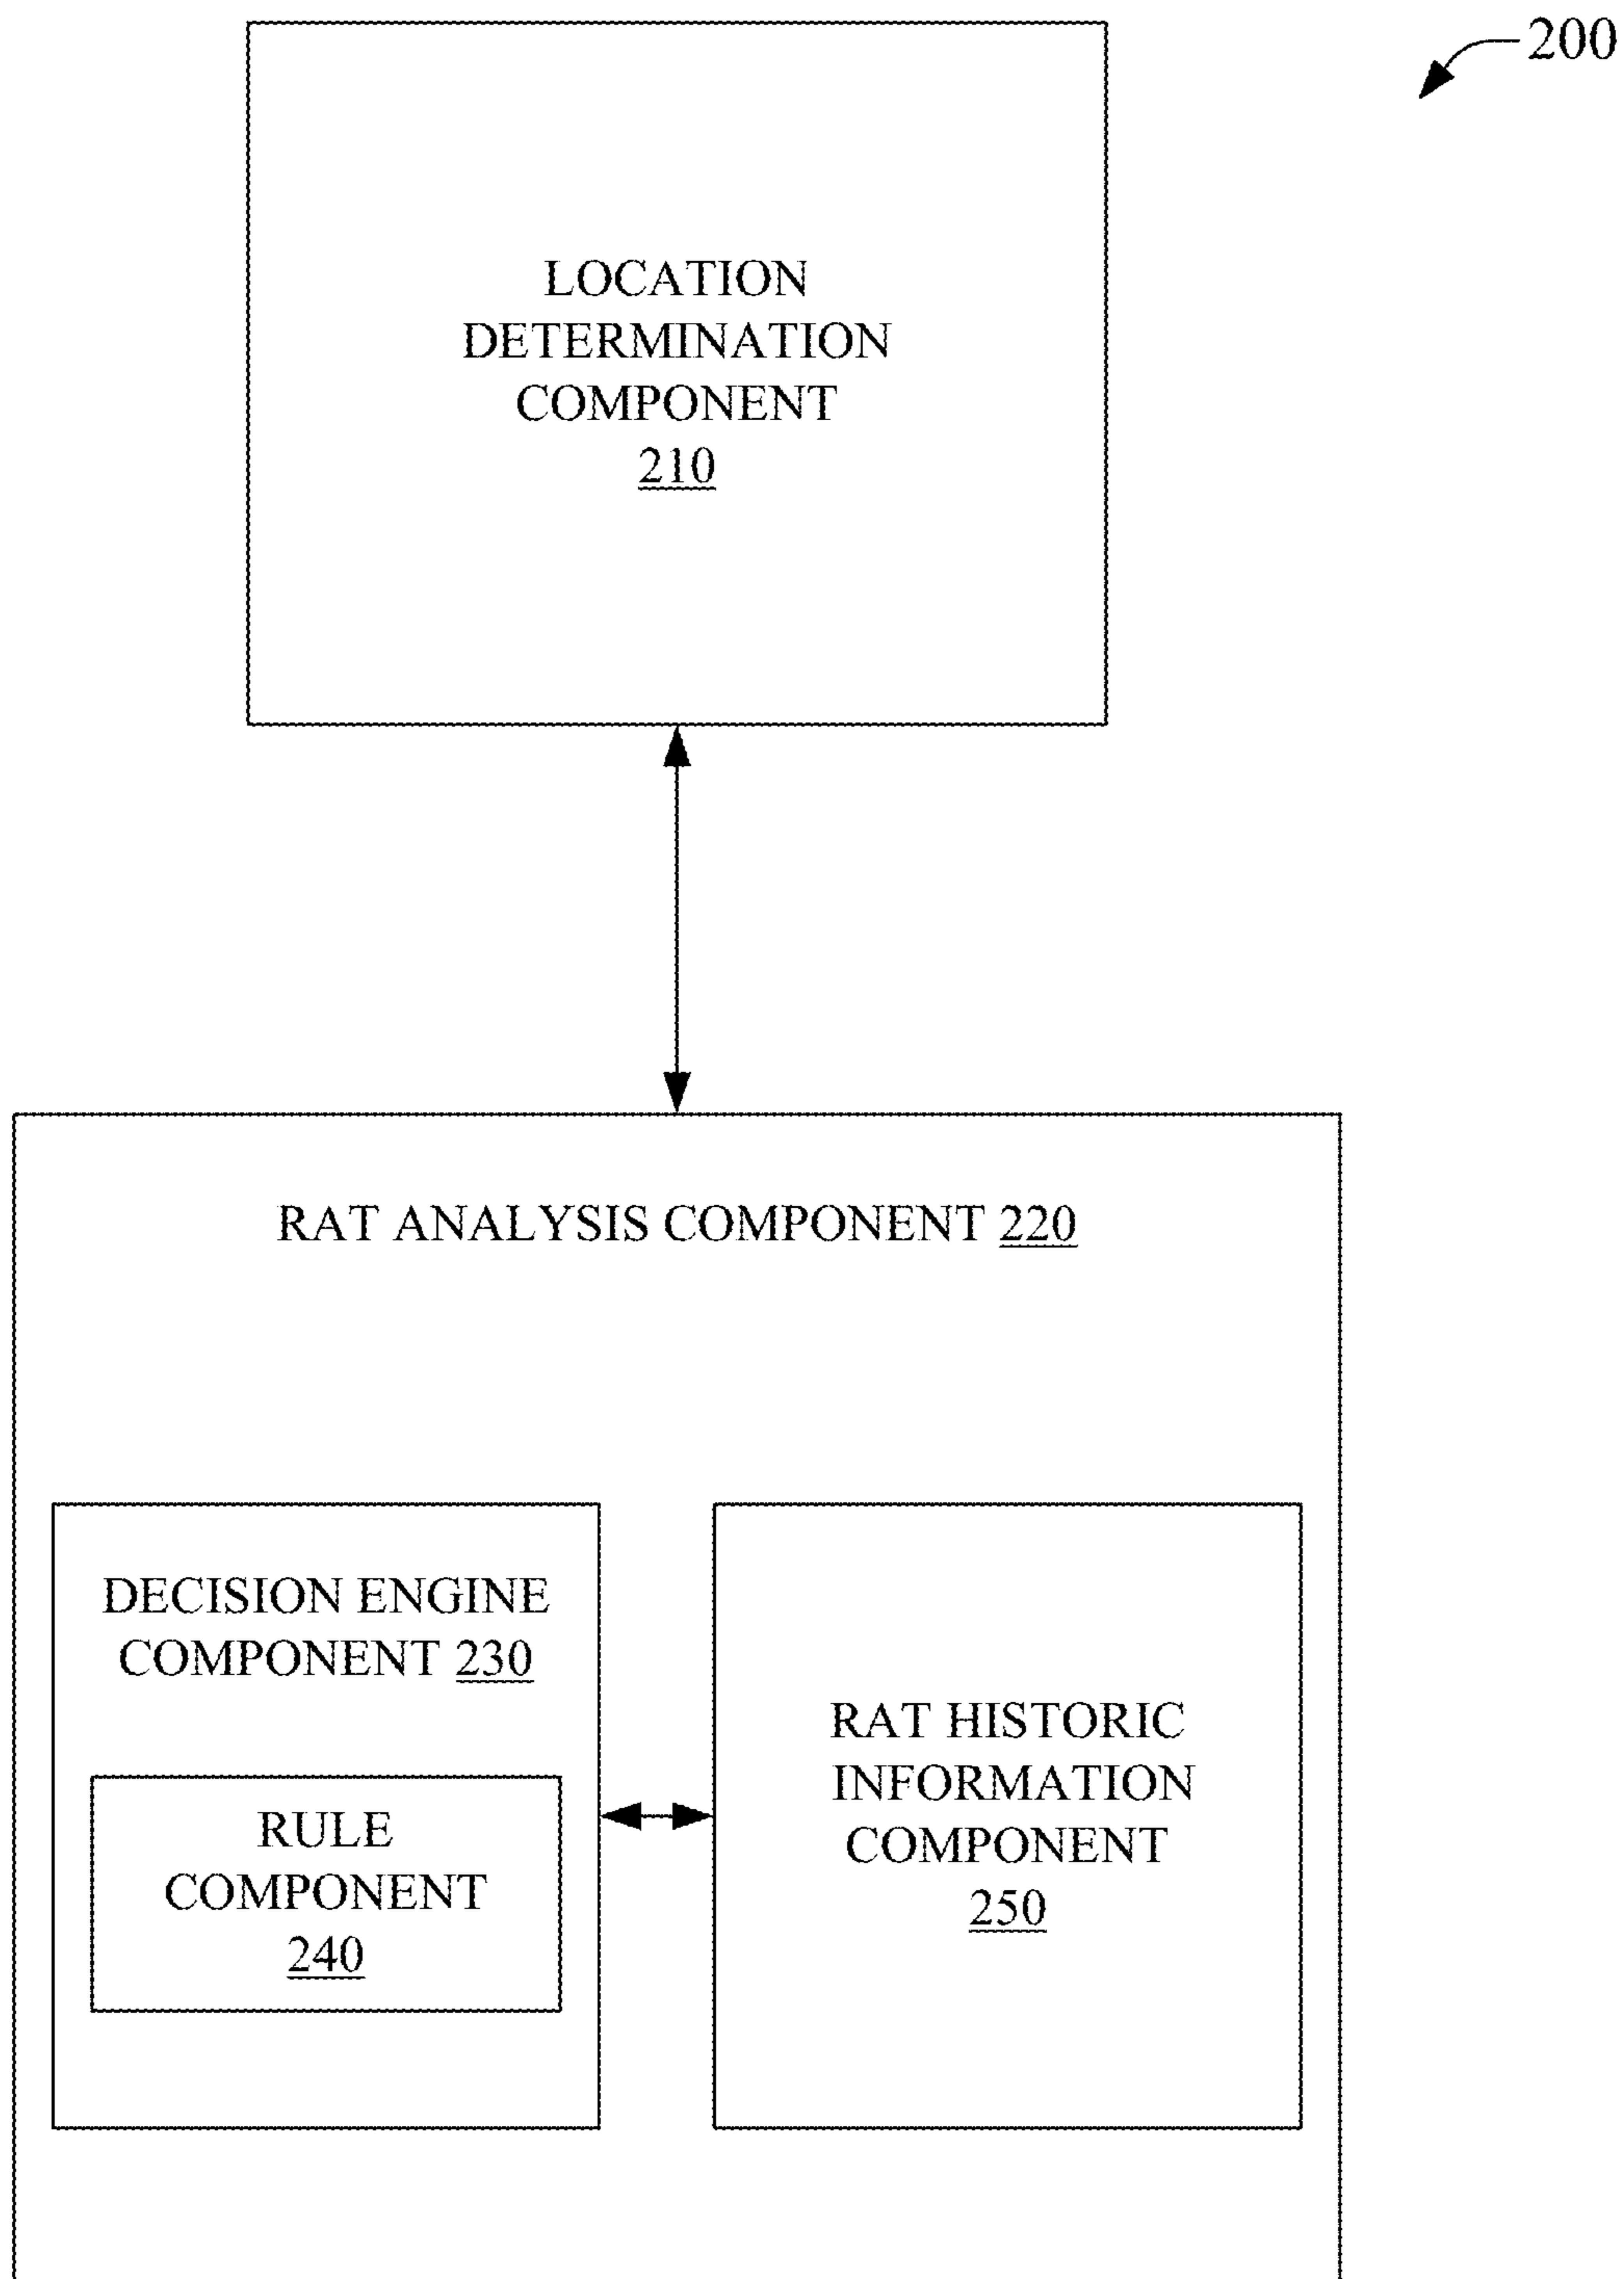 200
LOCATION
DETERMINATION
COMPONENT
210
RAT ANALYSIS COMPONENT 220
DECISION ENGINE
COMPONENT 230
RULE
COMPONENT
240
RAT HISTORIC
INFORMATION
COMPONENT
250